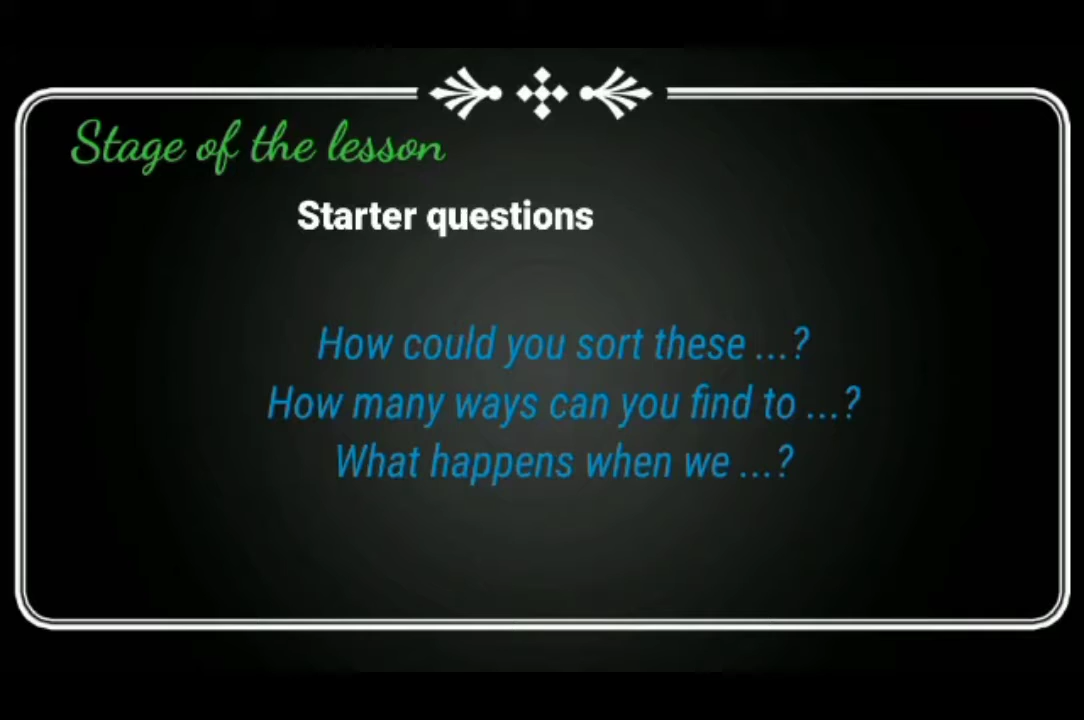 Stage of the lesson
Starter questions
How could you sort these ...?
How many ways can you find to ...?
What happens when we ...?